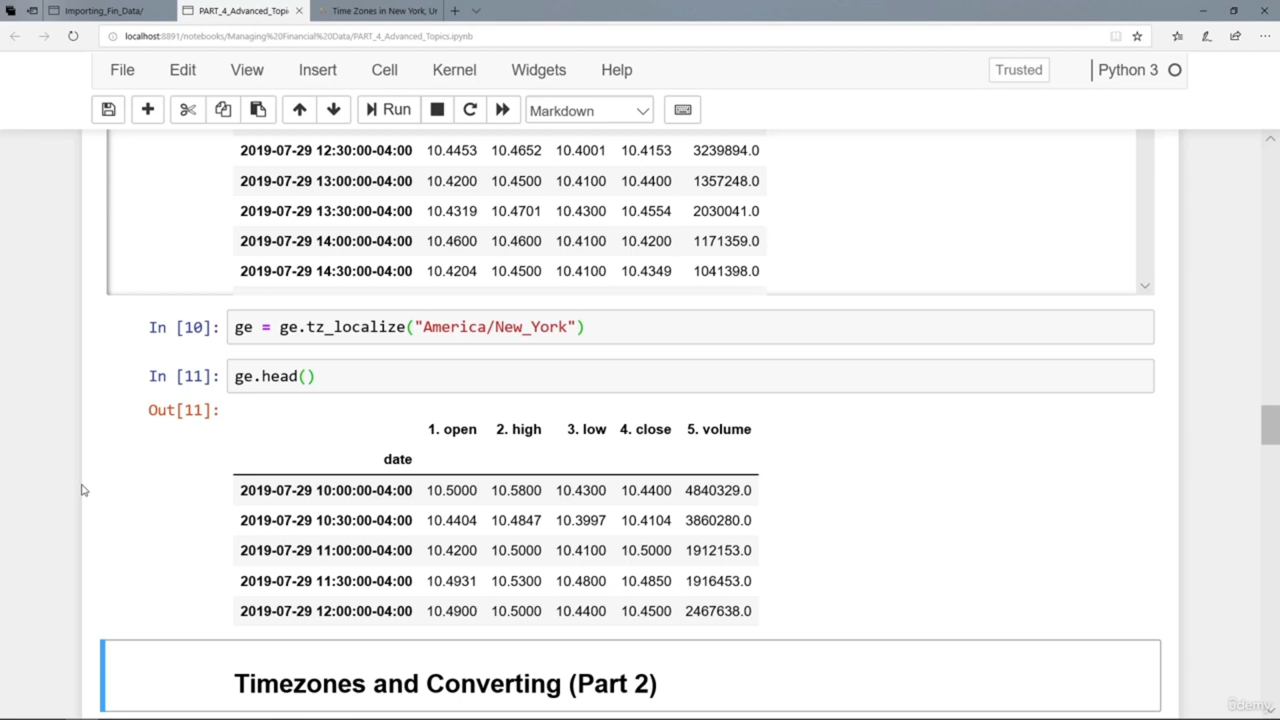 Importing_Fin_Data/
PART_4_Advanced_Topi
Time Zones in New York, Ur
localhost:8891/notebooks/Managing%20Financial%20Data/PART_4_Advanced_Topics.ipynb
File Edit View Insert Cell Kernel Widgets Help Trusted Python 3
Run Markdown
2019-07-29 12:30:00-04:00 10.4453 10.4652 10.4001 10.4153 3239894.0
2019-07-29 13:00:00-04:00 10.4200 10.4500 10.4100 10.4400 1357248.0
2019-07-29 13:30:00-04:00 10.4319 10.4701 10.4300 10.4554 2030041.0
2019-07-29 14:00:00-04:00 10.4600 10.4600 10.4100 10.4200 1171359.0
2019-07-29 14:30:00-04:00 10.4204 10.4500 10.4100 10.4349 1041398.0
In [10]: ge = ge.tz_localize("America/New_York")
In [11]: ge.head()
Out[11]:
1. open 2. high 3. low 4. close 5. volume
date
2019-07-29 10:00:00-04:00 10.5000 10.5800 10.4300 10.4400 4840329.0
2019-07-29 10:30:00-04:00 10.4404 10.4847 10.3997 10.4104 3860280.0
2019-07-29 11:00:00-04:00 10.4200 10.5000 10.4100 10.5000 1912153.0
2019-07-29 11:30:00-04:00 10.4931 10.5300 10.4800 10.4850 1916453.0
2019-07-29 12:00:00-04:00 10.4900 10.5000 10.4400 10.4500 2467638.0
Timezones and Converting (Part 2)
Udemy